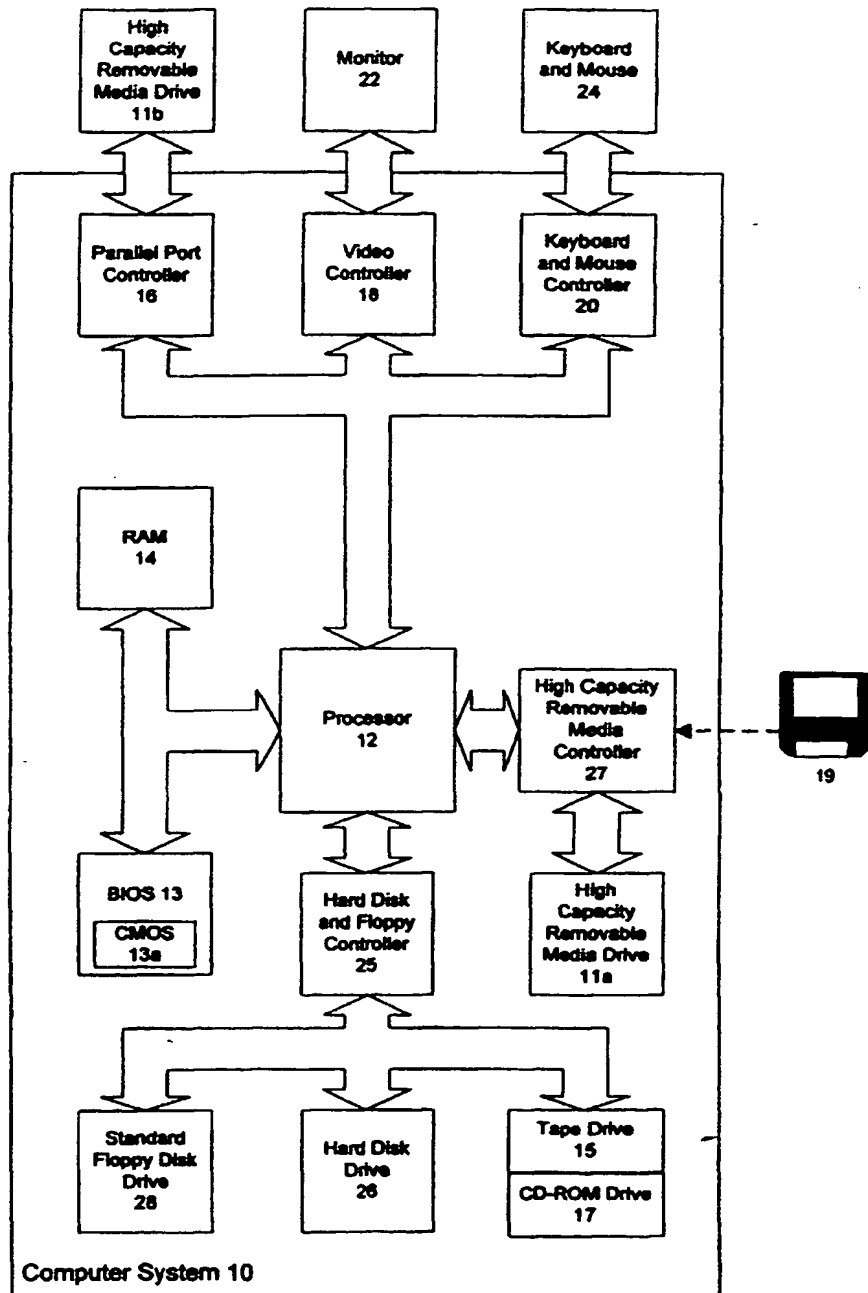 High
Capacity
Removable
Media Drive
11b
Monitor
22
Keyboard
and Mouse
24
Parallel Port
Controller
16
Video
Controller
18
Keyboard
and Mouse
Controller
20
RAM
14
Processor
12
High Capacity
Removable
Media
Controller
27
19
BIOS 13
CMOS
13a
Hard Disk
and Floppy
Controller
25
High
Capacity
Removable
Media Drive
11a
Standard
Floppy Disk
Drive
28
Hard Disk
Drive
26
Tape Drive
15
CD-ROM Drive
17
Computer System 10